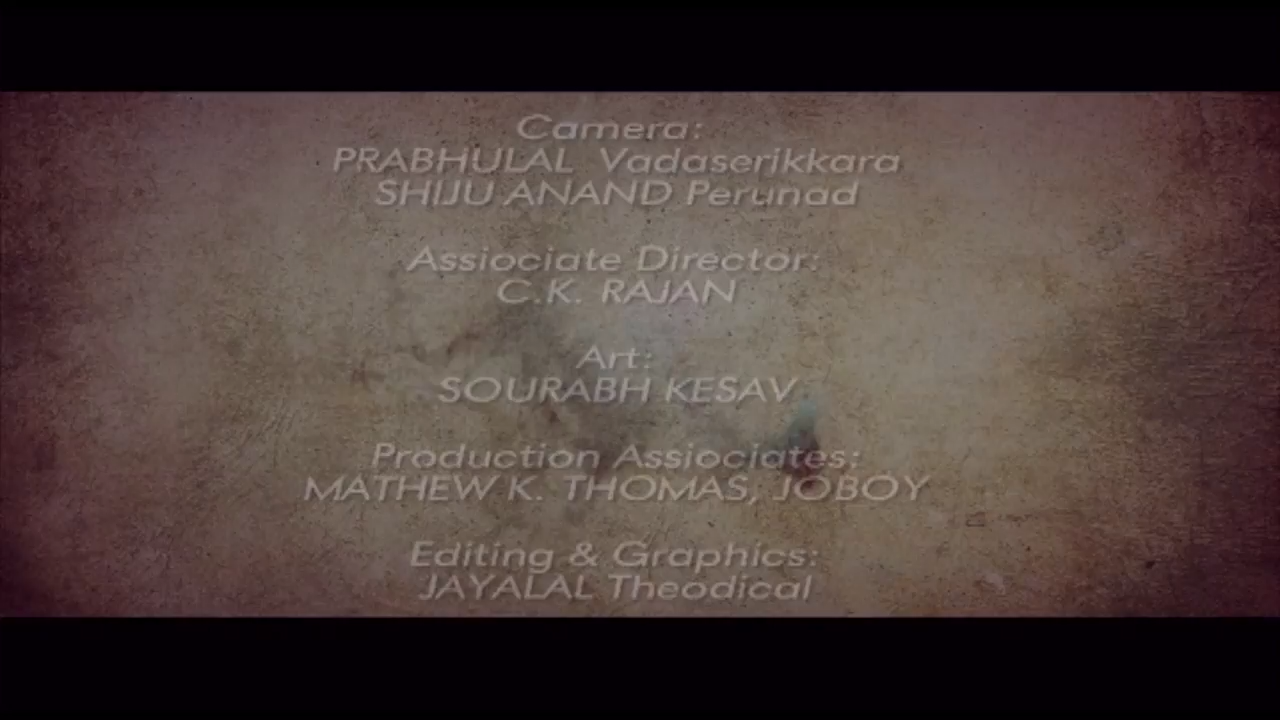 Camera:
PRABHULAL Vadaserjkkara
SHIJU ANAND Perunad
Assiociate Director:
C.K. RAJAN
Art:
SOURABH KESAV
Production Assiociates:
MATHEW K. THOMAS, JOBOY
Editing & Graphics:
JAYALAL Theodical